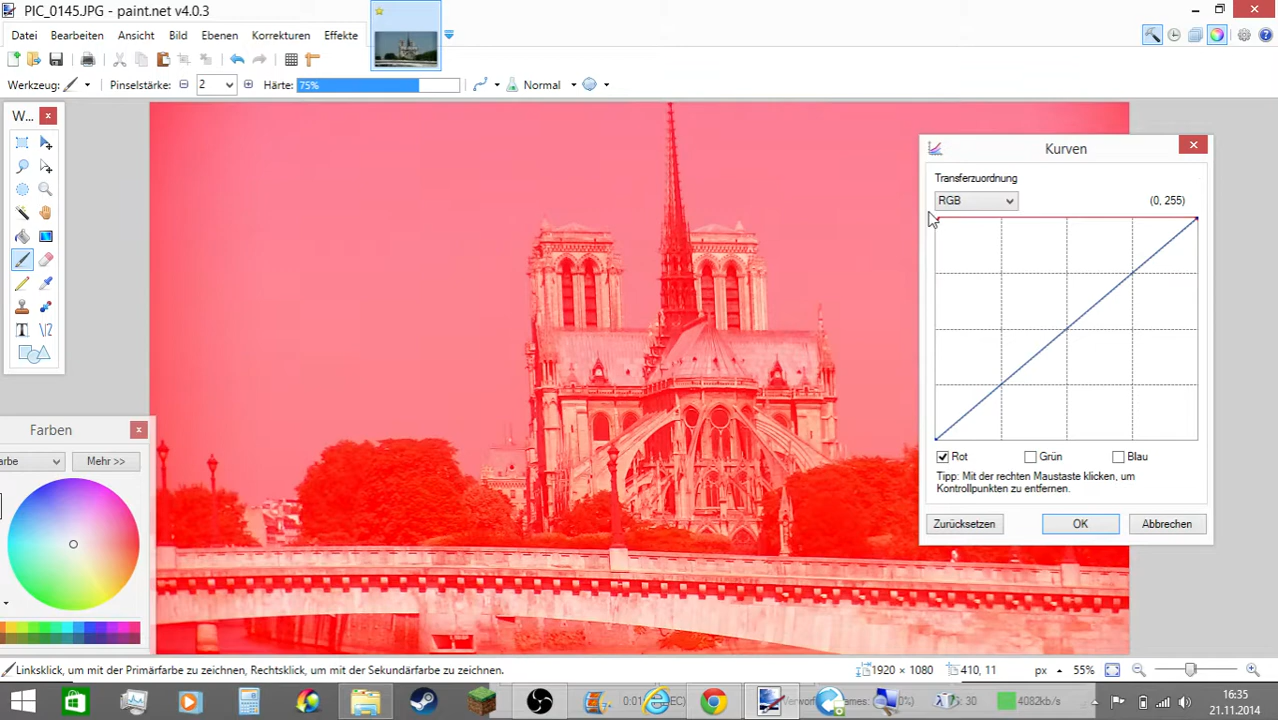 PIC_0145.JPG - paint.net v4.0.3
Datei Bearbeiten Ansicht Bild Ebenen Korrekturen Effekte
Werkzeug: Pinselstärke: 2 Härte: 75% Normal
W...
Kurven
Transferzuordnung
RGB (0, 255)
Rot Grün Blau
Tipp: Mit der rechten Maustaste klicken, um
Kontrollpunkten zu entfernen.
Zurücksetzen OK Abbrechen
Farben
arbe Mehr >>
Linksklick, um mit der Primärfarbe zu zeichnen, Rechtsklick, um mit der Sekundärfarbe zu zeichnen. 1920 × 1080 410, 11 px 55%
30 4082kb/s
16:35
21.11.2014